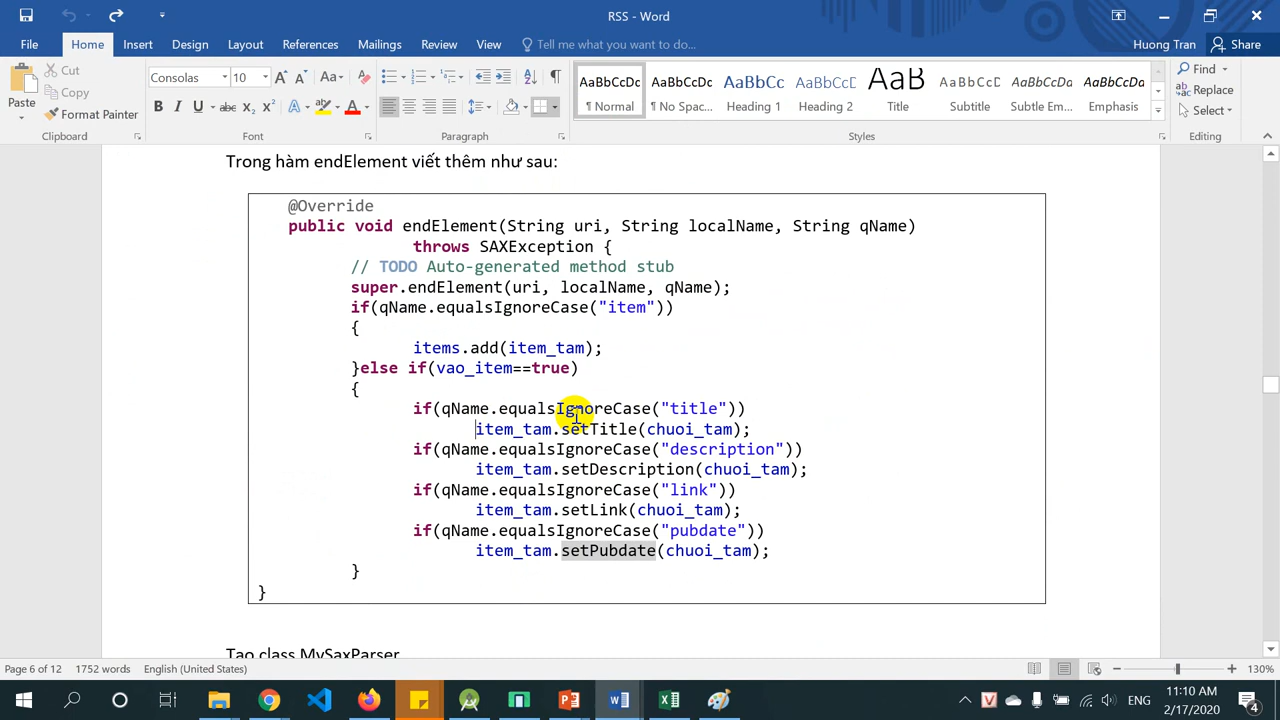 RSS - Word
File Home Insert Design Layout References Mailings Review View Tell me what you want to do... Huong Tran Share
Paste Cut Copy Format Painter
Consolas 10
AaBbCcDc AaBbCcDc AaBbCc AaBbCcC AaB AaBbCcD AaBbCcDc AaBbCcDc
¶ Normal ¶ No Spac... Heading 1 Heading 2 Title Subtitle Subtle Em... Emphasis
Find Replace Select
Clipboard Font Paragraph Styles Editing
Trong hàm endElement viết thêm như sau:
@Override
public void endElement(String uri, String localName, String qName)
throws SAXException {
// TODO Auto-generated method stub
super.endElement(uri, localName, qName);
if(qName.equalsIgnoreCase("item"))
{
items.add(item_tam);
}else if(vao_item==true)
{
if(qName.equalsIgnoreCase("title"))
item_tam.setTitle(chuoi_tam);
if(qName.equalsIgnoreCase("description"))
item_tam.setDescription(chuoi_tam);
if(qName.equalsIgnoreCase("link"))
item_tam.setLink(chuoi_tam);
if(qName.equalsIgnoreCase("pubdate"))
item_tam.setPubdate(chuoi_tam);
}
}
Tạo class MySaxParser
Page 6 of 12 1752 words English (United States) 130%
ENG 11:10 AM
2/17/2020 4